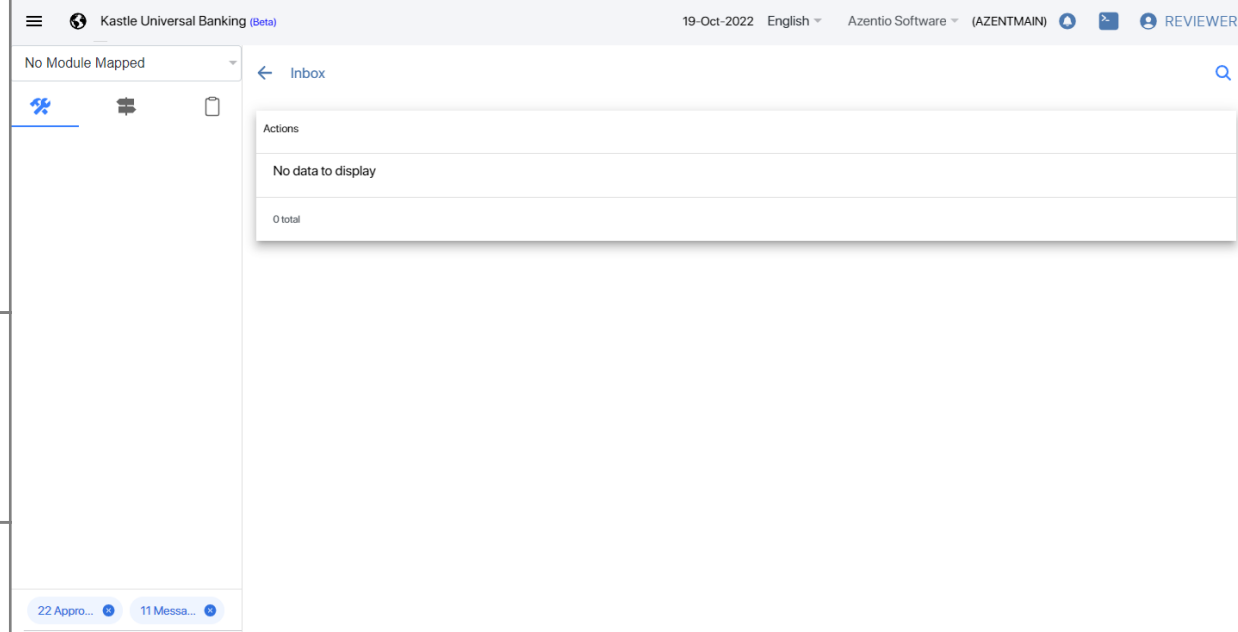 Kastle Universal Banking (Beta) 19-Oct-2022 English Azentio Software (AZENTMAIN) REVIEWER
No Module Mapped
Inbox
Actions
No data to display
0 total
22 Appro... 11 Messa...